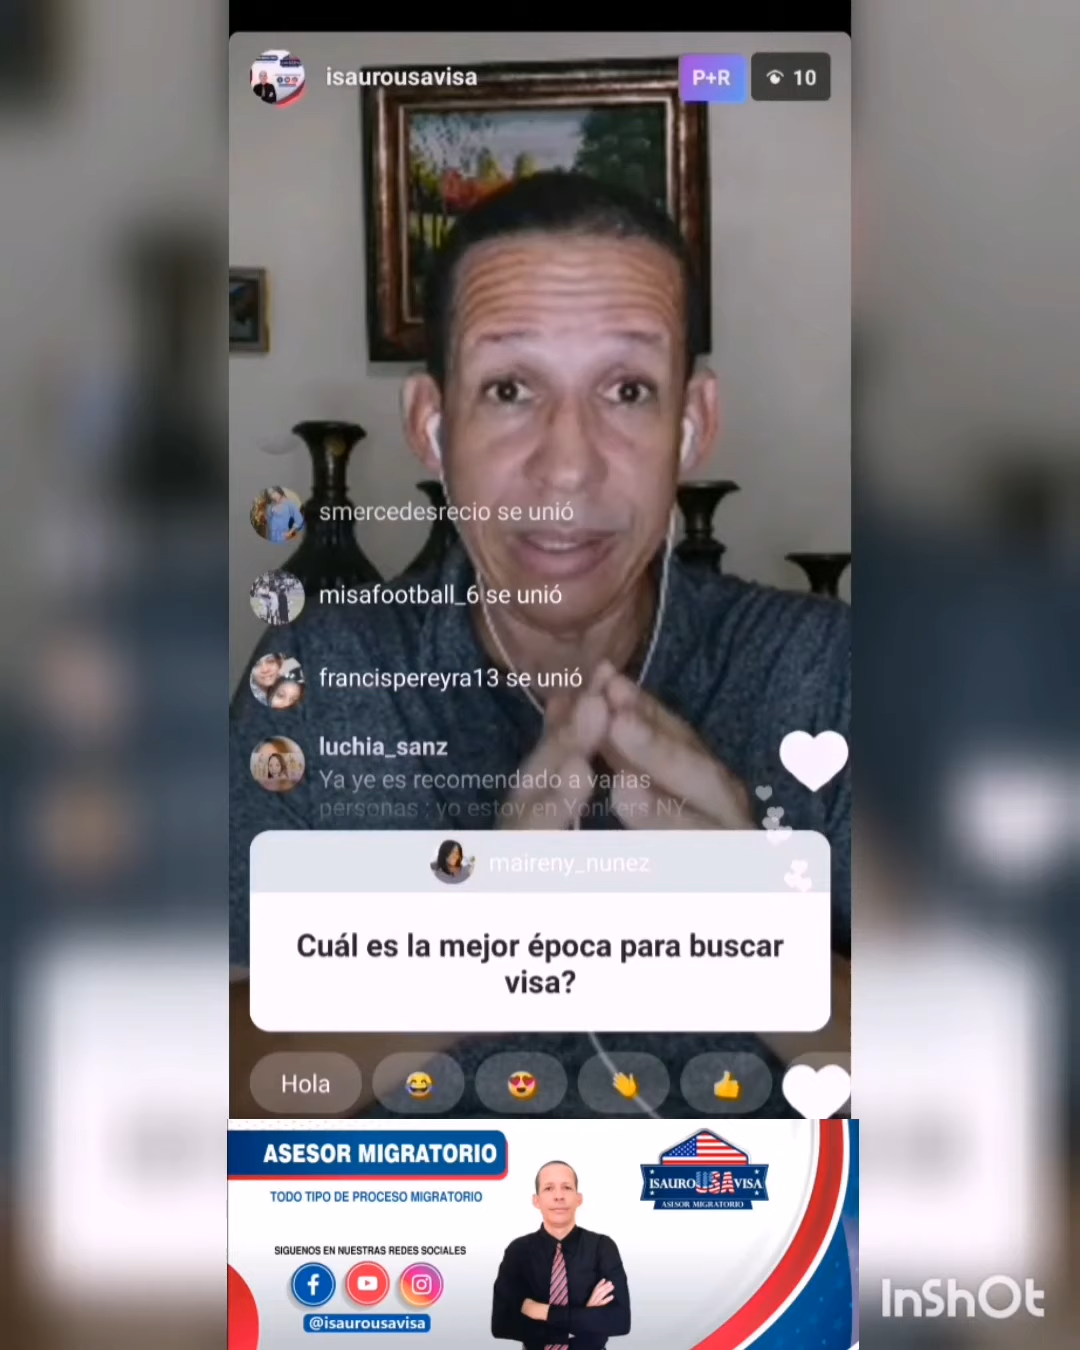 isaurousavisa
P+R
10
smercedesrecio se unió
misafootball_6 se unió
francispereyra13 se unió
luchia_sanz
Ya ye es recomendado a varias
personas ; yo estoy en Yonkers NY
maireny_nunez
Cuál es la mejor época para buscar
visa?
Hola
ASESOR MIGRATORIO
TODO TIPO DE PROCESO MIGRATORIO
SIGUENOS EN NUESTRAS REDES SOCIALES
@isaurousavisa
ISAURO USA VISA
ASESOR MIGRATORIO
InShOt